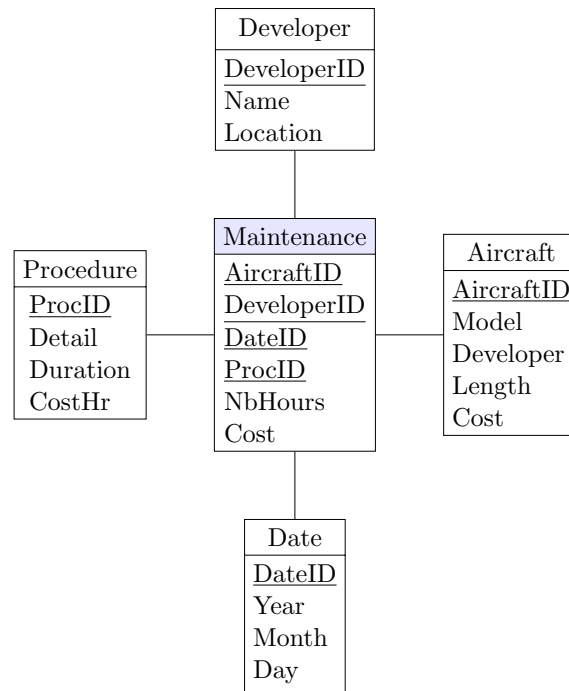 Developer
DeveloperID
Name
Location
Maintenance
AircraftID
DeveloperID
DateID
ProcID
NbHours
Cost
Procedure
ProcID
Detail
Duration
CostHr
Aircraft
AircraftID
Model
Developer
Length
Cost
Date
DateID
Year
Month
Day